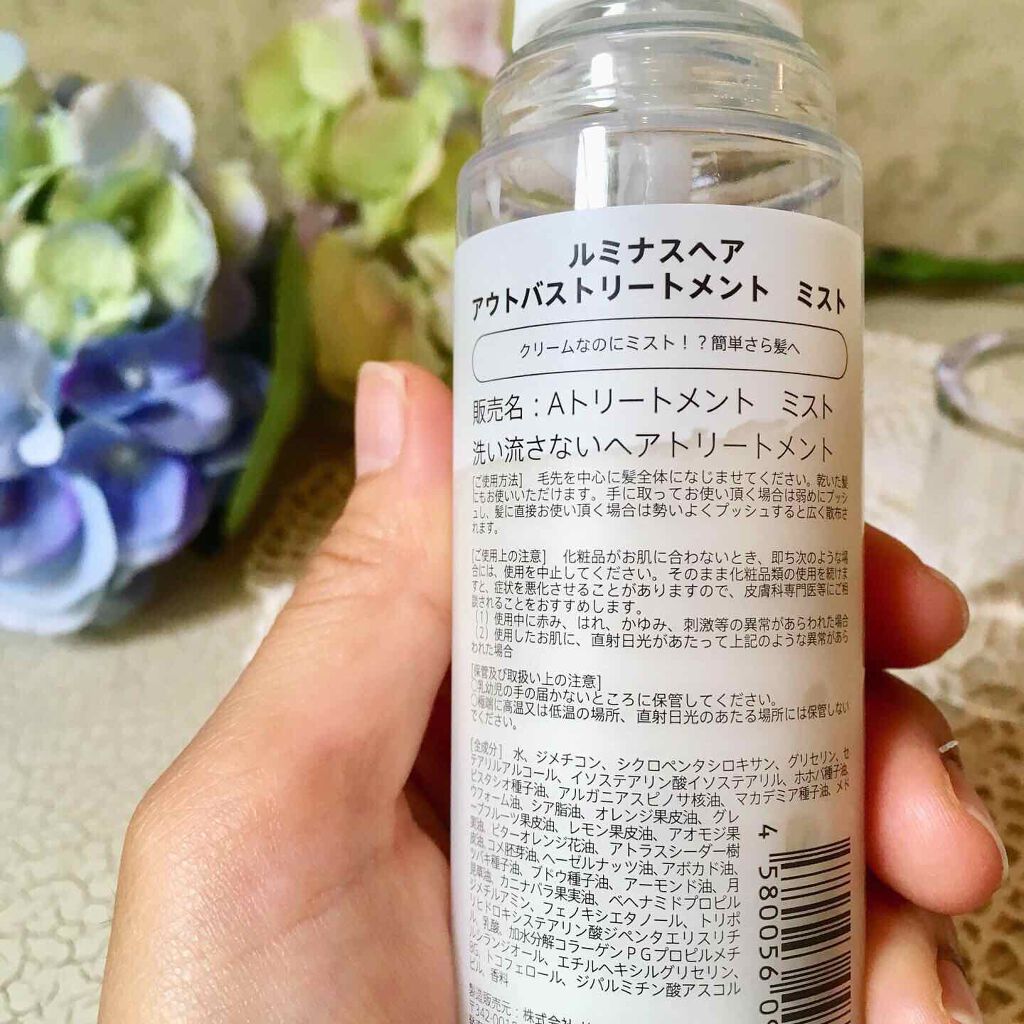 ルミナスヘア
アウトバストリートメント　ミスト
クリームなのにミスト！？簡単さら髪へ
販売名：Aトリートメント　ミスト
洗い流さないヘアトリートメント
[ご使用方法]　毛先を中心に髪全体になじませてください。乾いた髪
にもお使いいただけます。手に取ってお使い頂く場合は弱めにプッ
シュし、髪に直接お使い頂く場合は勢いよくプッシュすると広く散布さ
れます。
[ご使用上の注意]　化粧品がお肌に合わないとき、即ち次のような場
合には、使用を中止してください。そのまま化粧品類の使用を続けま
すと、症状を悪化させることがありますので、皮膚科専門医等にご相
談されることをおすすめします。
（1）使用中に赤み、はれ、かゆみ、刺激等の異常があらわれた場合
（2）使用したお肌に、直射日光があたって上記のような異常があら
われた場合
[保管及び取扱い上の注意]
○乳幼児の手の届かないところに保管してください。
○極端に高温又は低温の場所、直射日光のあたる場所には保管しない
でください。
[全成分]　水、ジメチコン、シクロペンタシロキサン、グリセリン、セ
テアリルアルコール、イソステアリン酸イソステアリル、ホホバ種子油、
ピスタシオ種子油、アルガニアスピノサ核油、マカデミア種子油、メド
ウフォーム油、シア脂油、オレンジ果皮油、グレ
ープフルーツ果皮油、レモン果皮油、アオモジ果
実油、ビターオレンジ花油、アトラスシーダー樹
皮油、コメ胚芽油、ヘーゼルナッツ油、アボカド油、
ツバキ種子油、ブドウ種子油、アーモンド油、月
見草油、カニナバラ果実油、ベヘナミドプロピル
ジメチルアミン、フェノキシエタノール、トリポ
リヒドロキシステアリン酸ジペンタエリスリチ
ル、乳酸、加水分解コラーゲンＰＧプロピルメチ
ルシランジオール、エチルヘキシルグリセリン、
BG、トコフェロール、ジパルミチン酸アスコル
ビル、香料
製造販売元：株式会社
〒342-001
4 580056 0